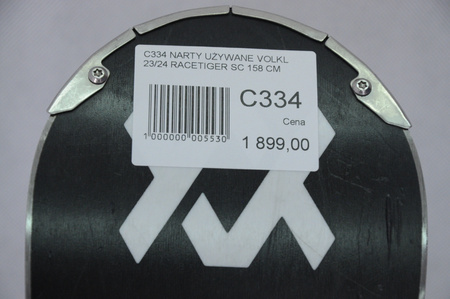 C334 NARTY UŻYWANE VOLKL
23/24 RACETIGER SC 158 CM
C334
Cena
1 000000 005530
1 899,00